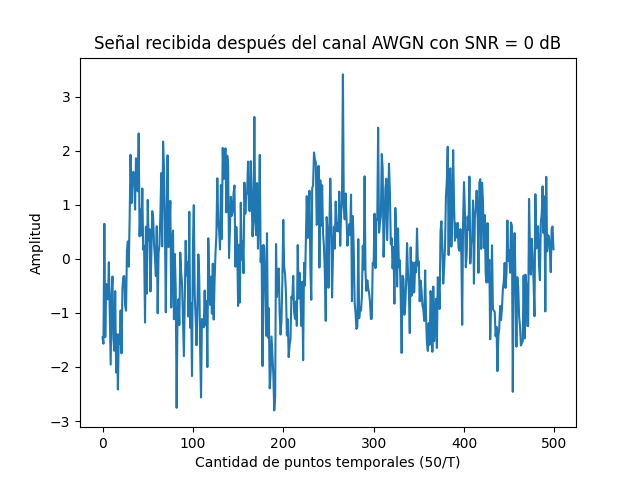 Señal recibida después del canal AWGN con SNR = 0 dB
3
2
1
0
−1
−2
−3
Amplitud
0 100 200 300 400 500
Cantidad de puntos temporales (50/T)